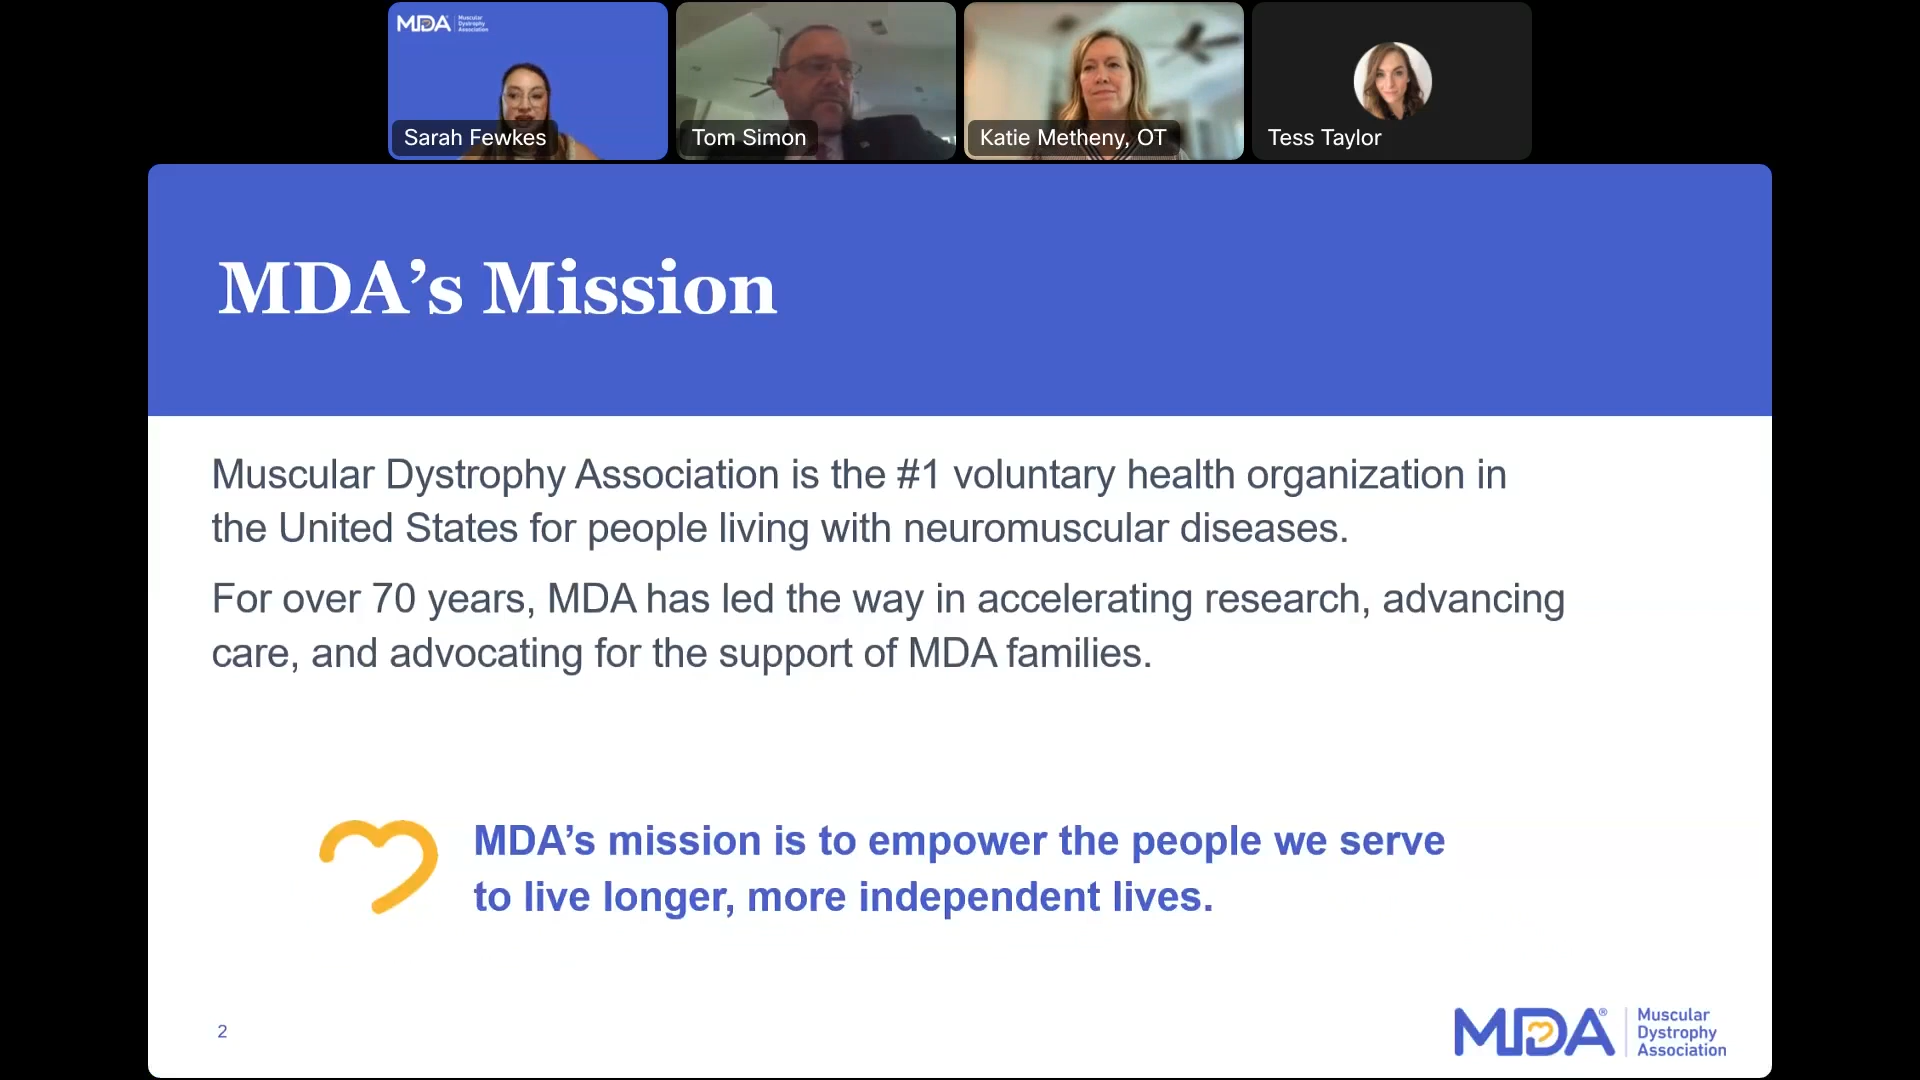 MDA Muscular
Dystrophy
Association
Sarah Fewkes
Tom Simon
Katie Metheny, OT
Tess Taylor
MDA’s Mission
Muscular Dystrophy Association is the #1 voluntary health organization in
the United States for people living with neuromuscular diseases.
For over 70 years, MDA has led the way in accelerating research, advancing
care, and advocating for the support of MDA families.
MDA’s mission is to empower the people we serve
to live longer, more independent lives.
2
MDA® Muscular
Dystrophy
Association